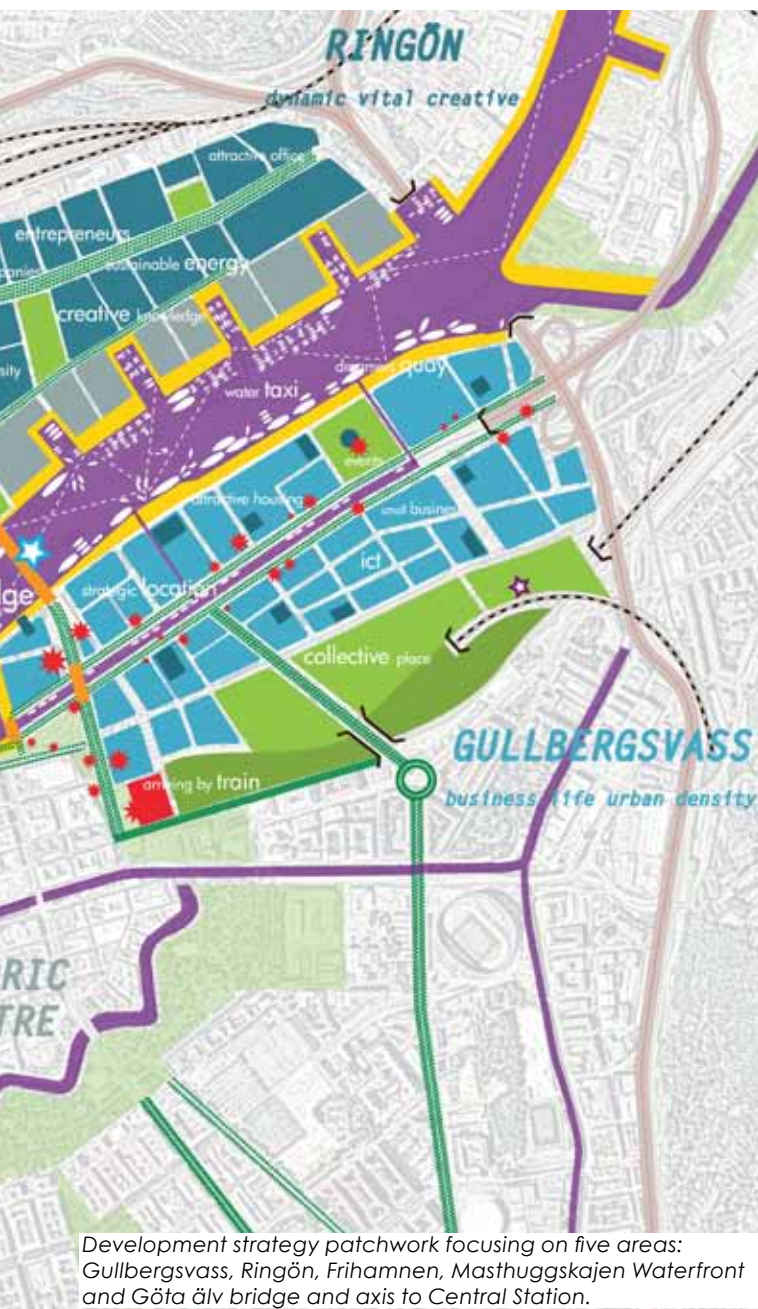 RINGÖN
dynamic vital creative
attractive office
entrepreneurs
sustainable energy
creative knowledge
quay
water taxi
events
attractive housing
small busines
ict
strategic location
collective place
GULLBERGSVASS
business life urban density
arriving by train
RIC
TRE
Development strategy patchwork focusing on five areas:
Gullbergsvass, Ringön, Frihamnen, Masthuggskajen Waterfront
and Göta älv bridge and axis to Central Station.